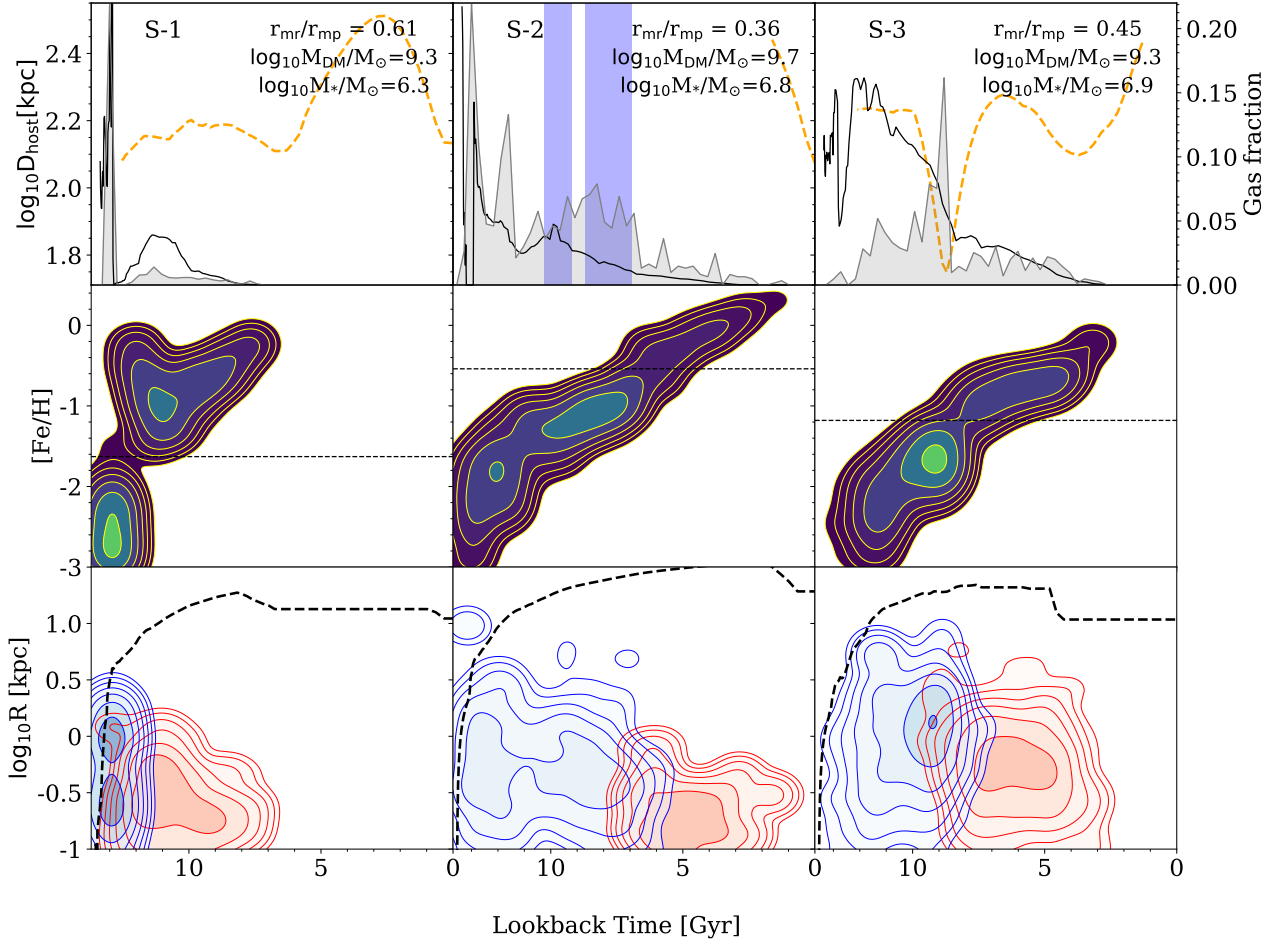 S-1
r_mr/r_mp = 0.61
log₁₀M_DM/M⊙=9.3
log₁₀M_*/M⊙=6.3
S-2
r_mr/r_mp = 0.36
log₁₀M_DM/M⊙=9.7
log₁₀M_*/M⊙=6.8
S-3
r_mr/r_mp = 0.45
log₁₀M_DM/M⊙=9.3
log₁₀M_*/M⊙=6.9
log₁₀D_host[kpc]
2.4
2.2
2.0
1.8
Gas fraction
0.20
0.15
0.10
0.05
0.00
[Fe/H]
0
-1
-2
-3
log₁₀R [kpc]
1.0
0.5
0
-0.5
-1
10 5 0 10 5 0 10 5 0
Lookback Time [Gyr]